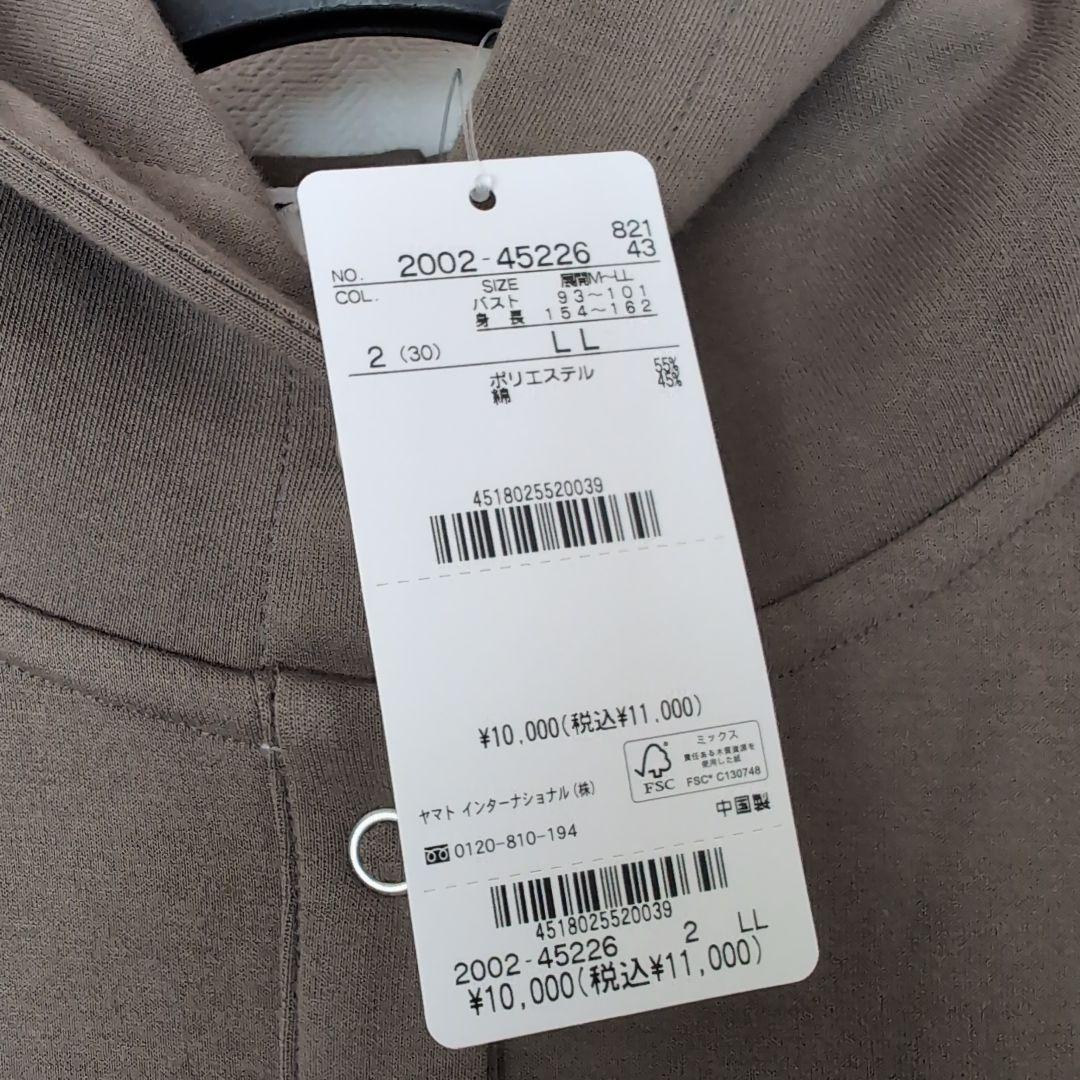 821
NO. 2002-45226 43
COL. SIZE 展開M~LL
バスト 93~101
身長 154~162
2 (30) LL
ポリエステル 55%
綿 45%
4518025520039
¥10,000(税込¥11,000)
ミックス
責任ある木質資源を
使用した紙
FSC® C130748
FSC
ヤマト インターナショナル(株)
中国製
0120-810-194
4518025520039
2002-45226 2 LL
¥10,000(税込¥11,000)